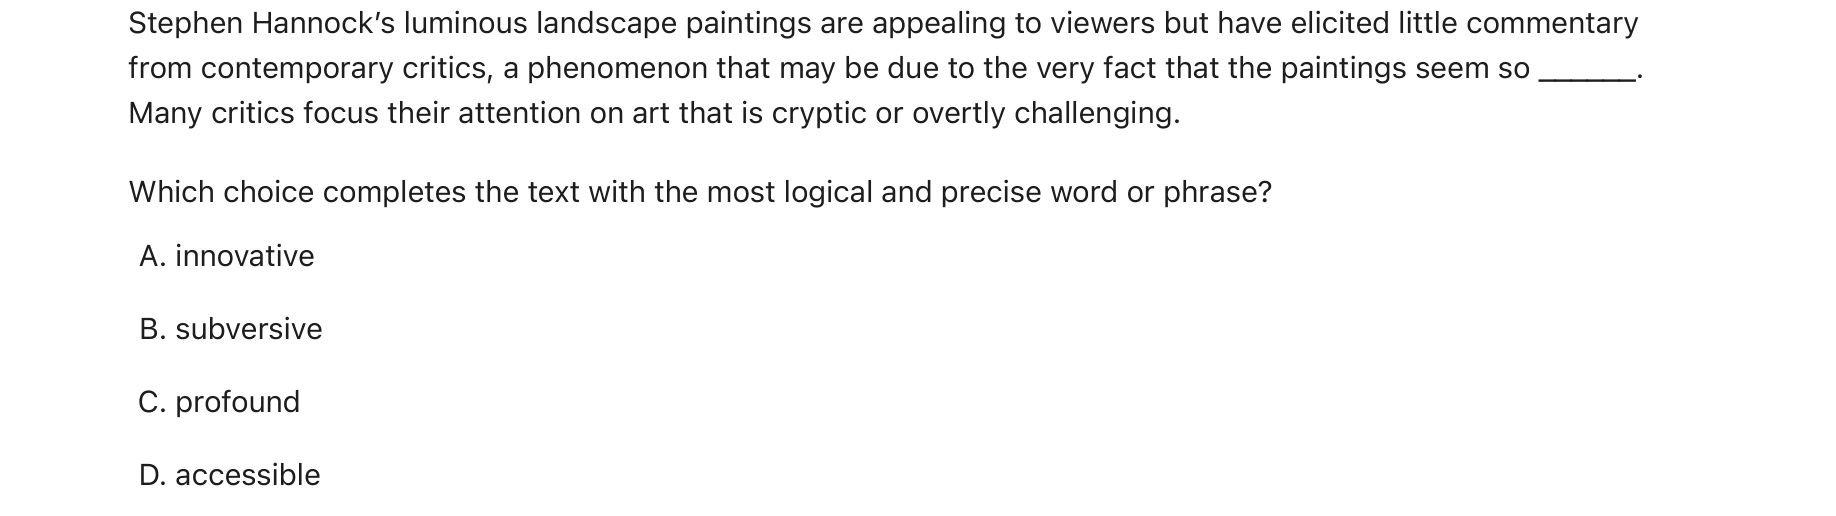 Stephen Hannock’s luminous landscape paintings are appealing to viewers but have elicited little commentary
from contemporary critics, a phenomenon that may be due to the very fact that the paintings seem so ______.
Many critics focus their attention on art that is cryptic or overtly challenging.
Which choice completes the text with the most logical and precise word or phrase?
A. innovative
B. subversive
C. profound
D. accessible